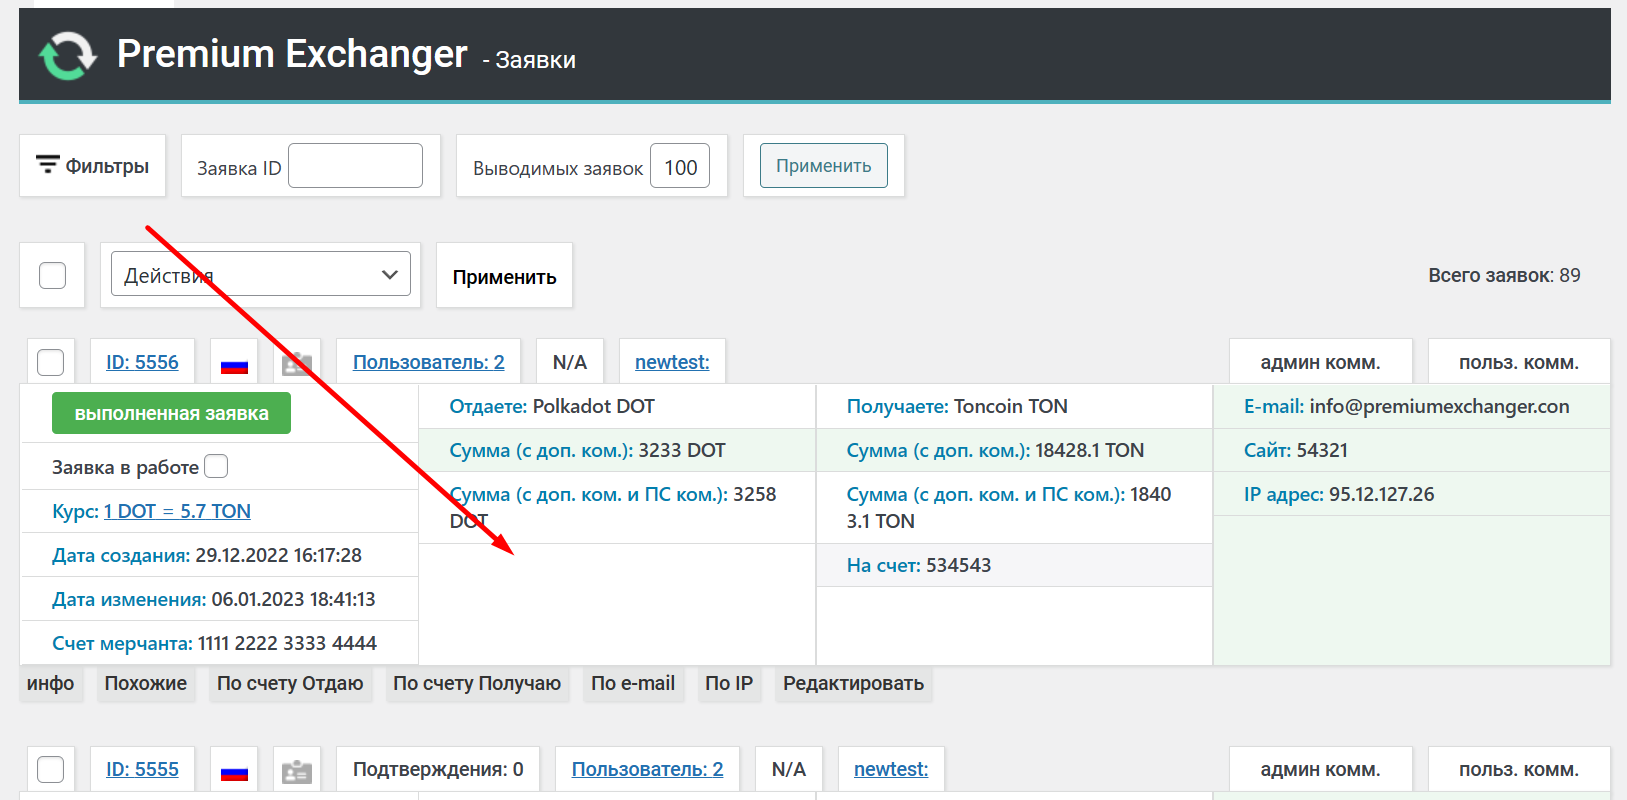 Premium Exchanger - Заявки
Фильтры
Заявка ID
Выводимых заявок 100
Применить
Действия
Применить
Всего заявок: 89
ID: 5556
Пользователь: 2
N/A
newtest:
админ комм.
польз. комм.
выполненная заявка
Заявка в работе
Курс: 1 DOT = 5.7 TON
Дата создания: 29.12.2022 16:17:28
Дата изменения: 06.01.2023 18:41:13
Счет мерчанта: 1111 2222 3333 4444
Отдаете: Polkadot DOT
Сумма (с доп. ком.): 3233 DOT
Сумма (с доп. ком. и ПС ком.): 3258
DOT
Получаете: Toncoin TON
Сумма (с доп. ком.): 18428.1 TON
Сумма (с доп. ком. и ПС ком.): 1840
3.1 TON
На счет: 534543
E-mail: info@premiumexchanger.con
Сайт: 54321
IP адрес: 95.12.127.26
инфо
Похожие
По счету Отдаю
По счету Получаю
По e-mail
По IP
Редактировать
ID: 5555
Подтверждения: 0
Пользователь: 2
N/A
newtest:
админ комм.
польз. комм.